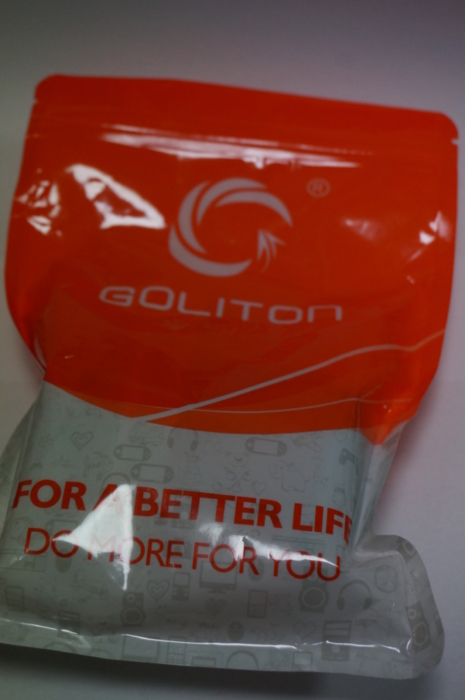 ®
GOLITON
FOR A BETTER LIFE
DO MORE FOR YOU